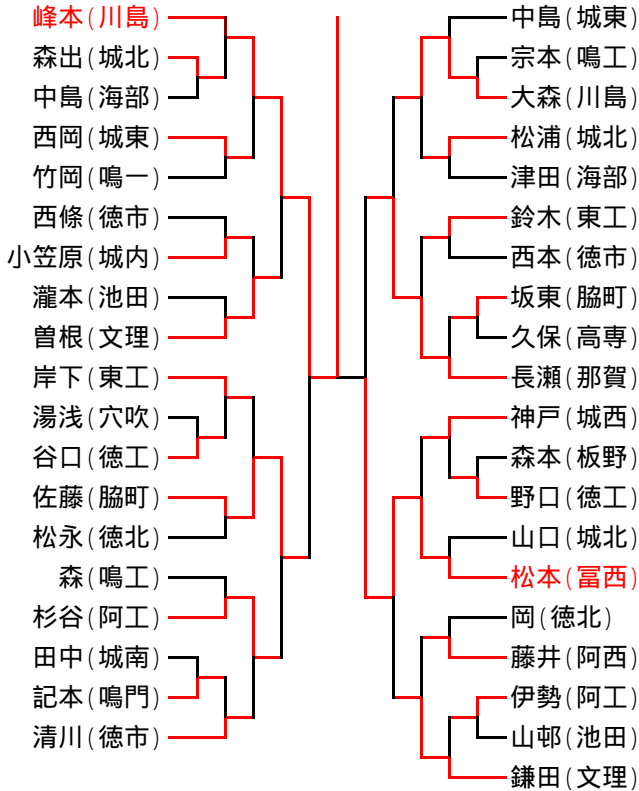 峰本(川島)
森出(城北)
中島(海部)
西岡(城東)
竹岡(鳴一)
西條(徳市)
小笠原(城内)
瀧本(池田)
曽根(文理)
岸下(東工)
湯浅(穴吹)
谷口(徳工)
佐藤(脇町)
松永(徳北)
森(鳴工)
杉谷(阿工)
田中(城南)
記本(鳴門)
清川(徳市)
中島(城東)
宗本(鳴工)
大森(川島)
松浦(城北)
津田(海部)
鈴木(東工)
西本(徳市)
坂東(脇町)
久保(高専)
長瀬(那賀)
神戸(城西)
森本(板野)
野口(徳工)
山口(城北)
松本(冨西)
岡(徳北)
藤井(阿西)
伊勢(阿工)
山邨(池田)
鎌田(文理)